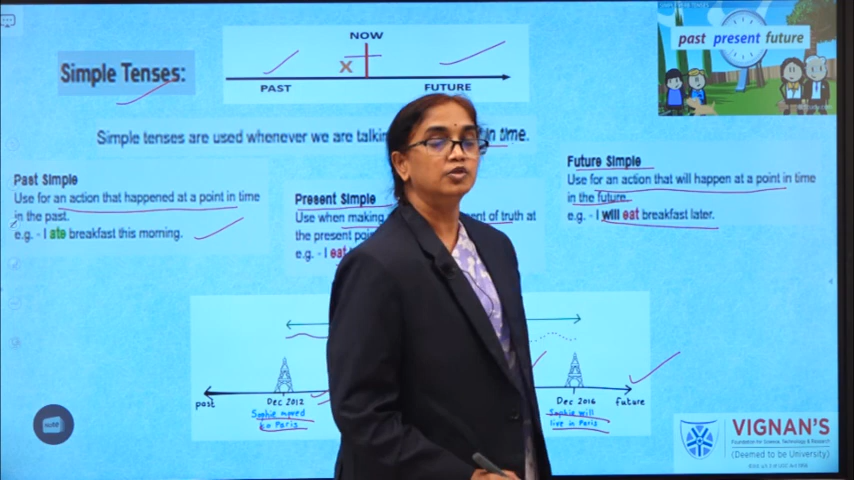 NOW
Simple Tenses:
X
PAST
FUTURE
past present future
Simple tenses are used whenever we are talkin in time.
Past Simple
Use for an action that happened at a point in time
in the past.
e.g. - I ate breakfast this morning.
Present Simple
Use when making ent of truth at
the present poi
e.g. - I eat
Future Simple
Use for an action that will happen at a point in time
in the future.
e.g. - I will eat breakfast later.
past
Dec 2012
Sophie moved
to Paris
Dec 2016
Sophie will
live in Paris
future
VIGNAN'S
Foundation for Science, Technology & Research
(Deemed to be University)